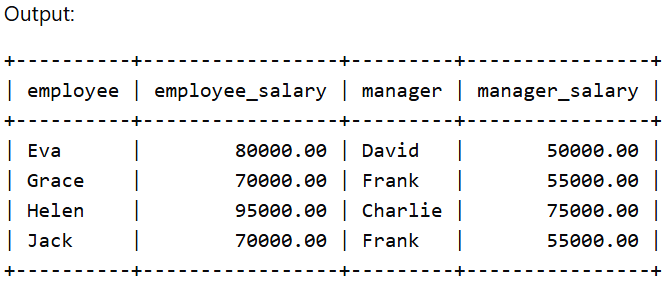 Output:
+----------+-----------------+---------+----------------+
| employee | employee_salary | manager | manager_salary |
+----------+-----------------+---------+----------------+
| Eva      |        80000.00 | David   |       50000.00 |
| Grace    |        70000.00 | Frank   |       55000.00 |
| Helen    |        95000.00 | Charlie |       75000.00 |
| Jack     |        70000.00 | Frank   |       55000.00 |
+----------+-----------------+---------+----------------+